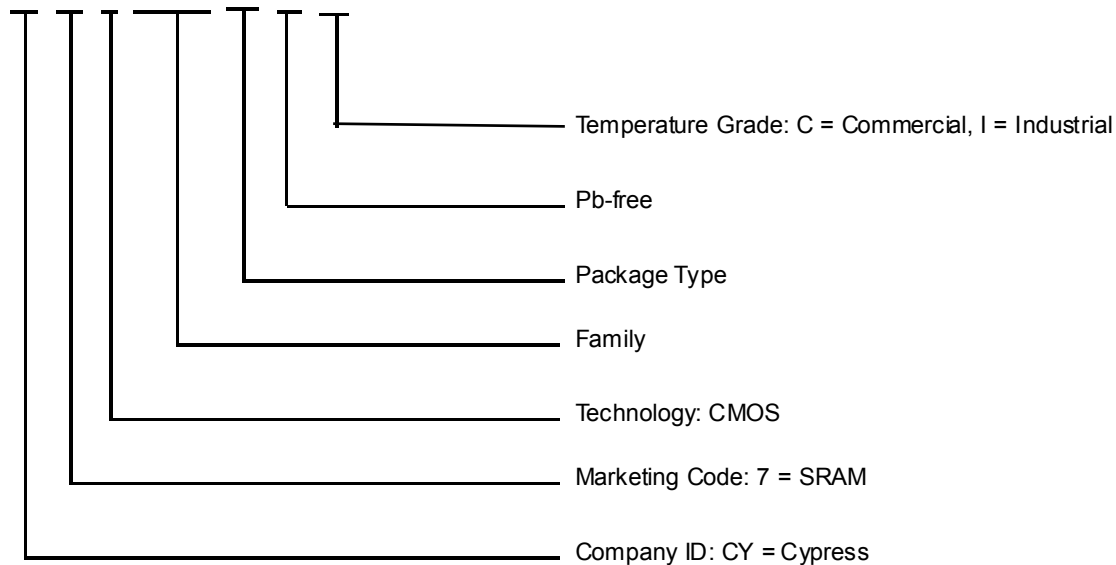 Temperature Grade: C = Commercial, I = Industrial
Pb-free
Package Type
Family
Technology: CMOS
Marketing Code: 7 = SRAM
Company ID: CY = Cypress